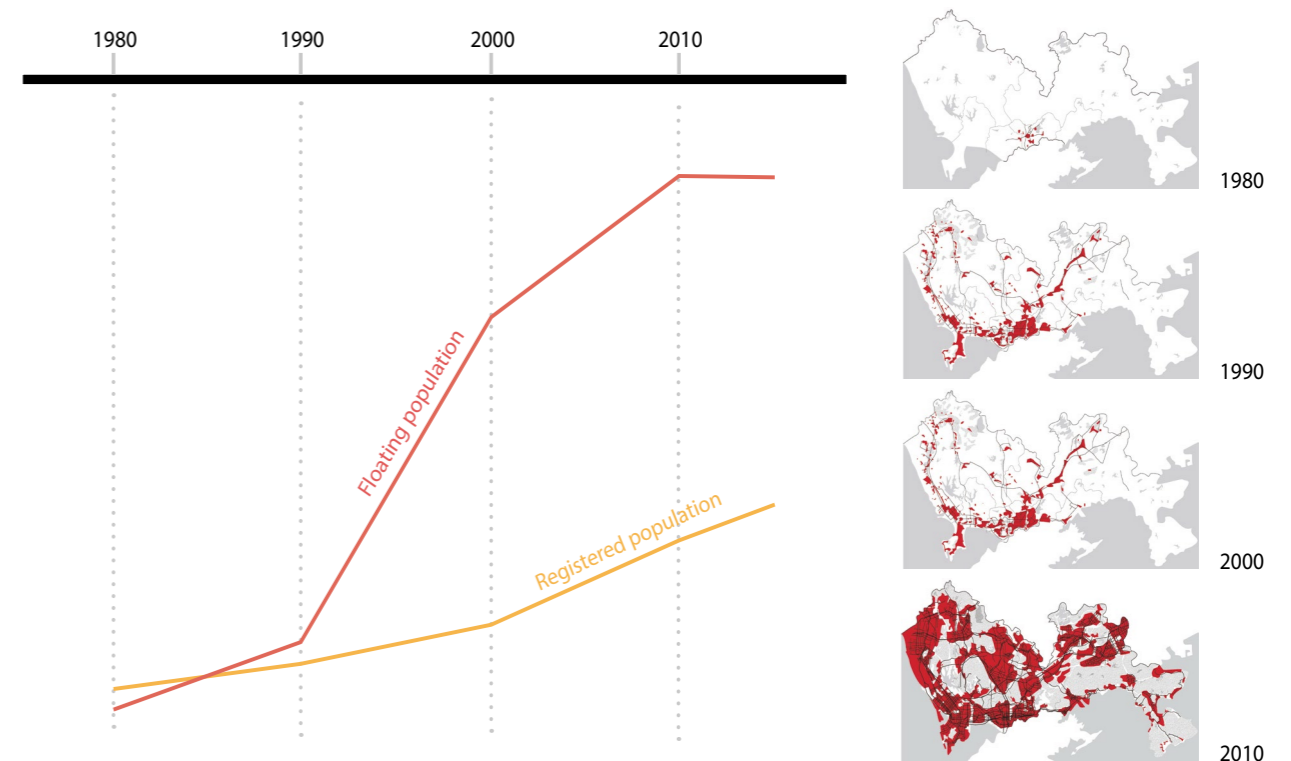 1980 1990 2000 2010
Floating population
Registered population
1980
1990
2000
2010